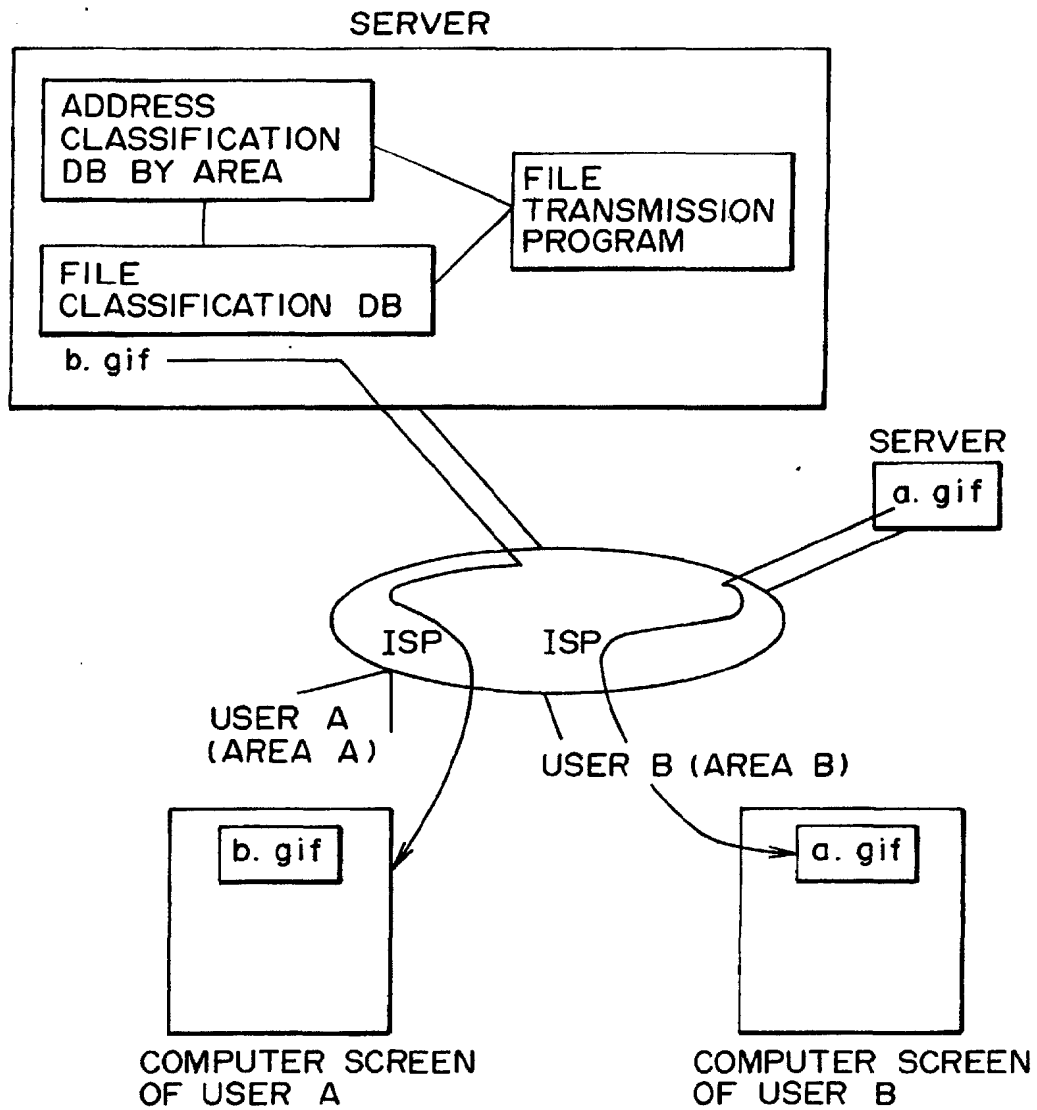 SERVER
ADDRESS
CLASSIFICATION
DB BY AREA
FILE
TRANSMISSION
PROGRAM
FILE
CLASSIFICATION DB
b. gif
SERVER
a. gif
ISP
ISP
USER A
(AREA A)
USER B (AREA B)
b. gif
a. gif
COMPUTER SCREEN
OF USER A
COMPUTER SCREEN
OF USER B